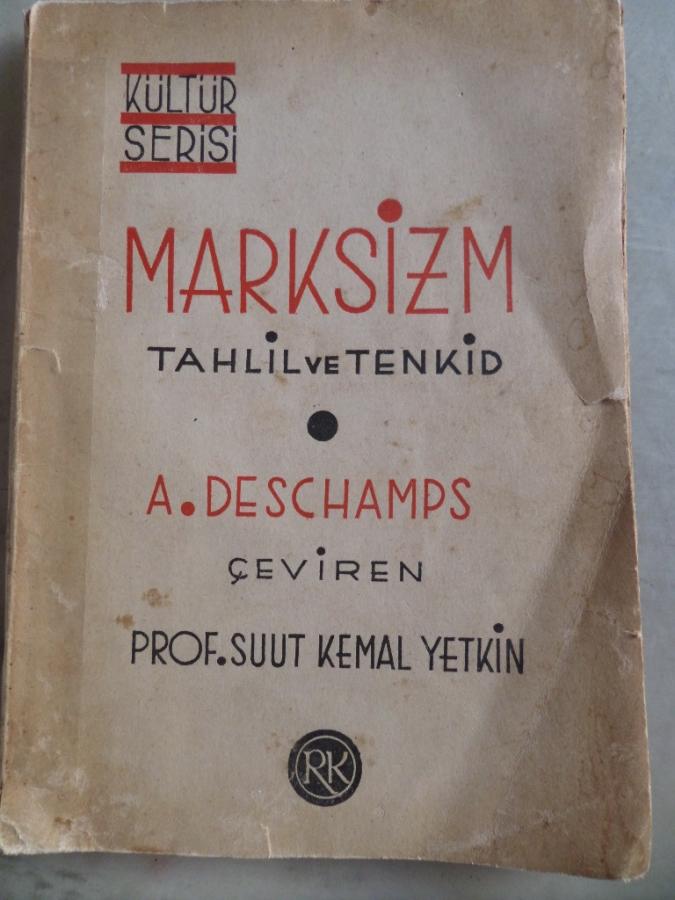 KÜLTÜR
SERİSİ
MARKSİZM
TAHLİL VE TENKİD
A. DESCHAMPS
ÇEVİREN
PROF. SUUT KEMAL YETKİN
RK